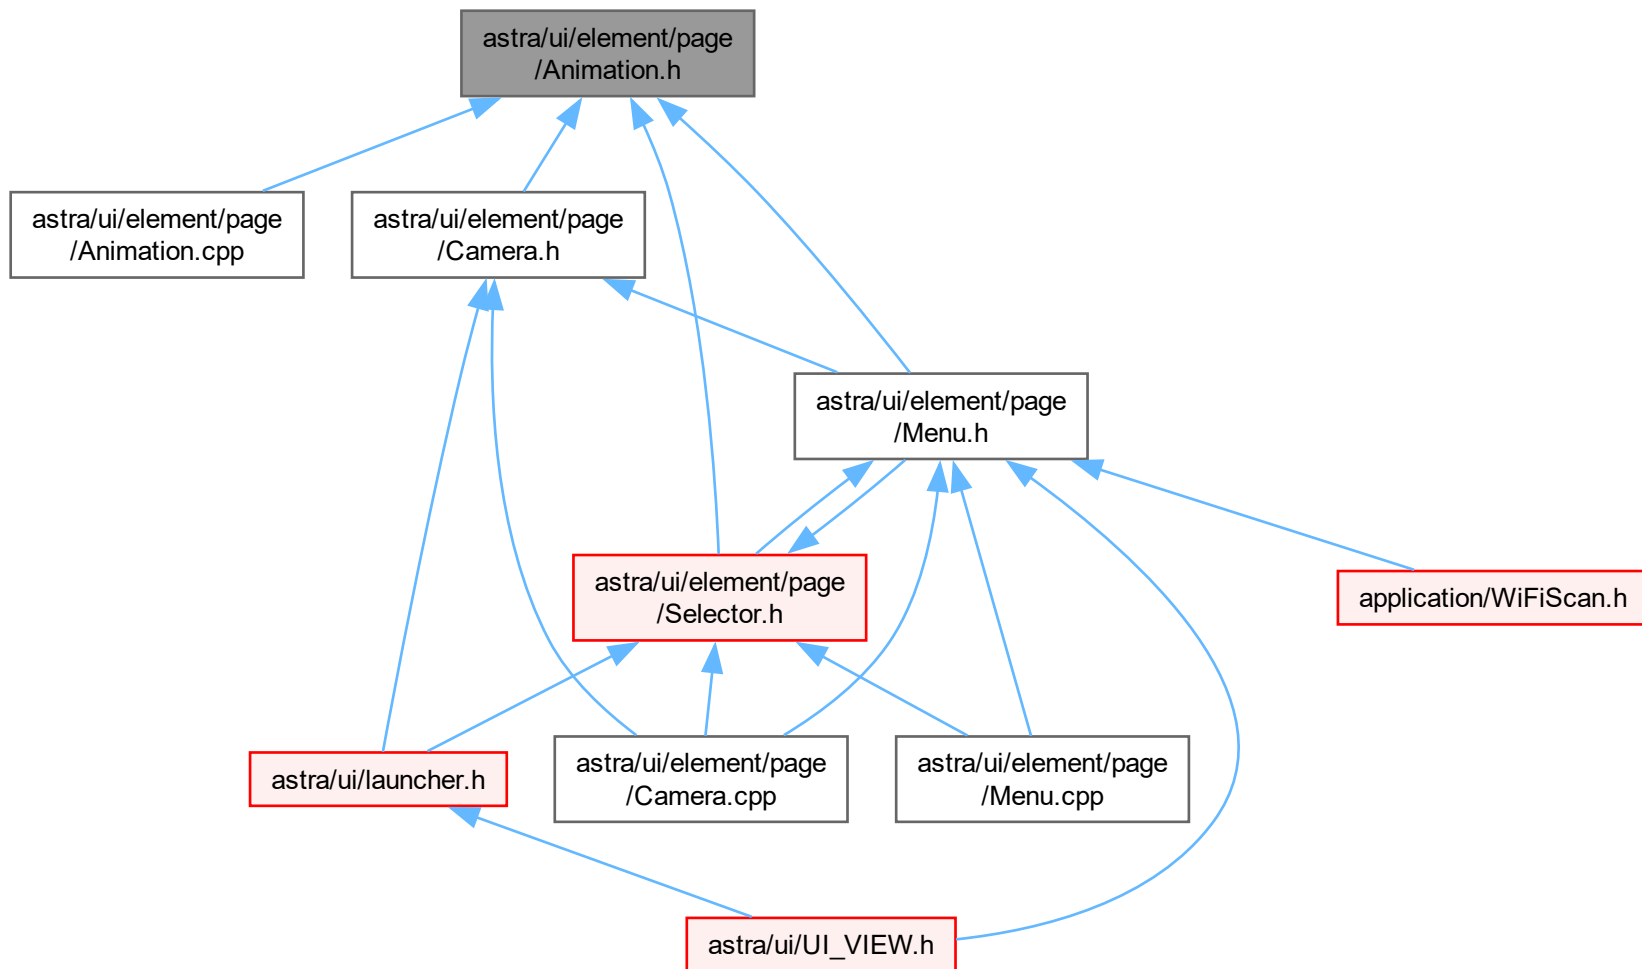 astra/ui/element/page
/Animation.h
astra/ui/element/page
/Animation.cpp
astra/ui/element/page
/Camera.h
astra/ui/element/page
/Menu.h
astra/ui/element/page
/Selector.h
application/WiFiScan.h
astra/ui/launcher.h
astra/ui/element/page
/Camera.cpp
astra/ui/element/page
/Menu.cpp
astra/ui/UI_VIEW.h